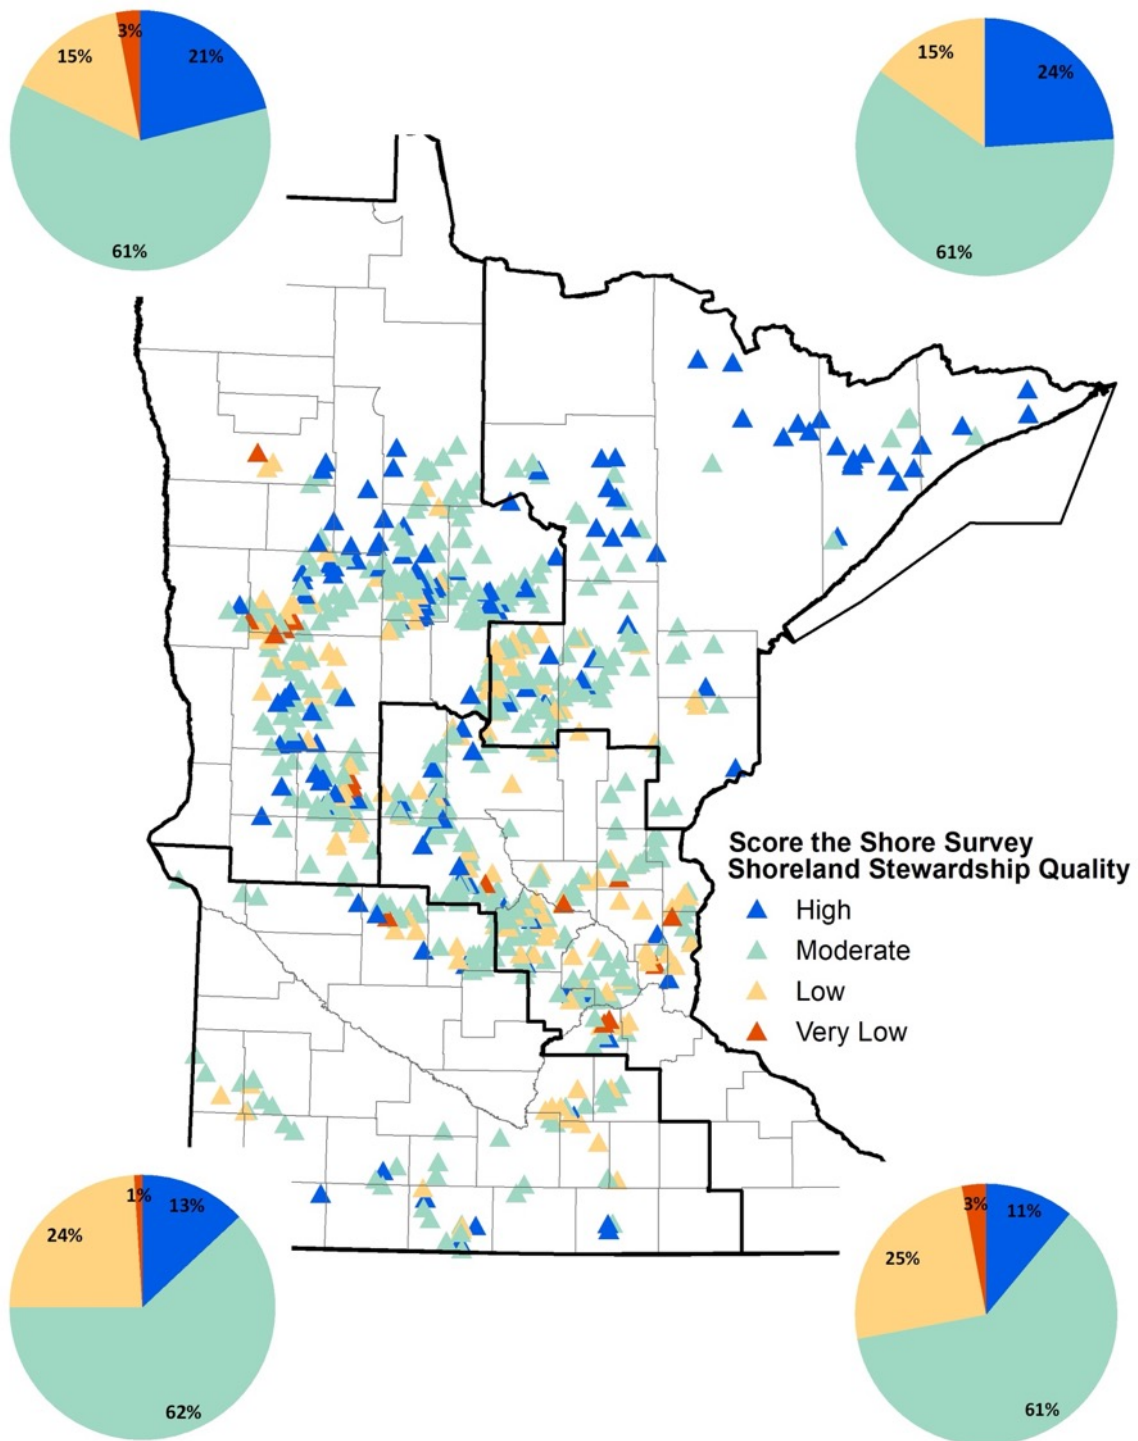 3%
15%
21%
61%
15%
24%
61%
Score the Shore Survey
Shoreland Stewardship Quality
High
Moderate
Low
Very Low
1%
13%
24%
62%
3%
11%
25%
61%